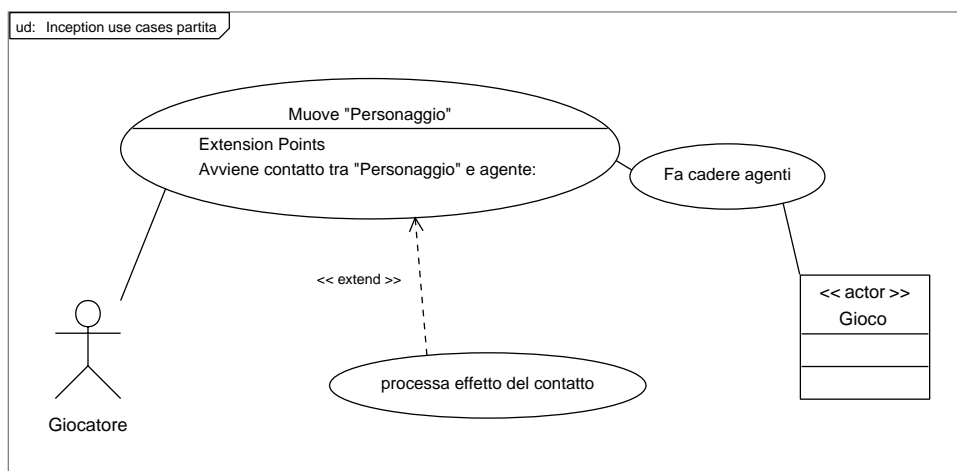 ud: Inception use cases partita
Muove "Personaggio"
Extension Points
Avviene contatto tra "Personaggio" e agente:
Fa cadere agenti
<< extend >>
<< actor >>
Gioco
processa effetto del contatto
Giocatore